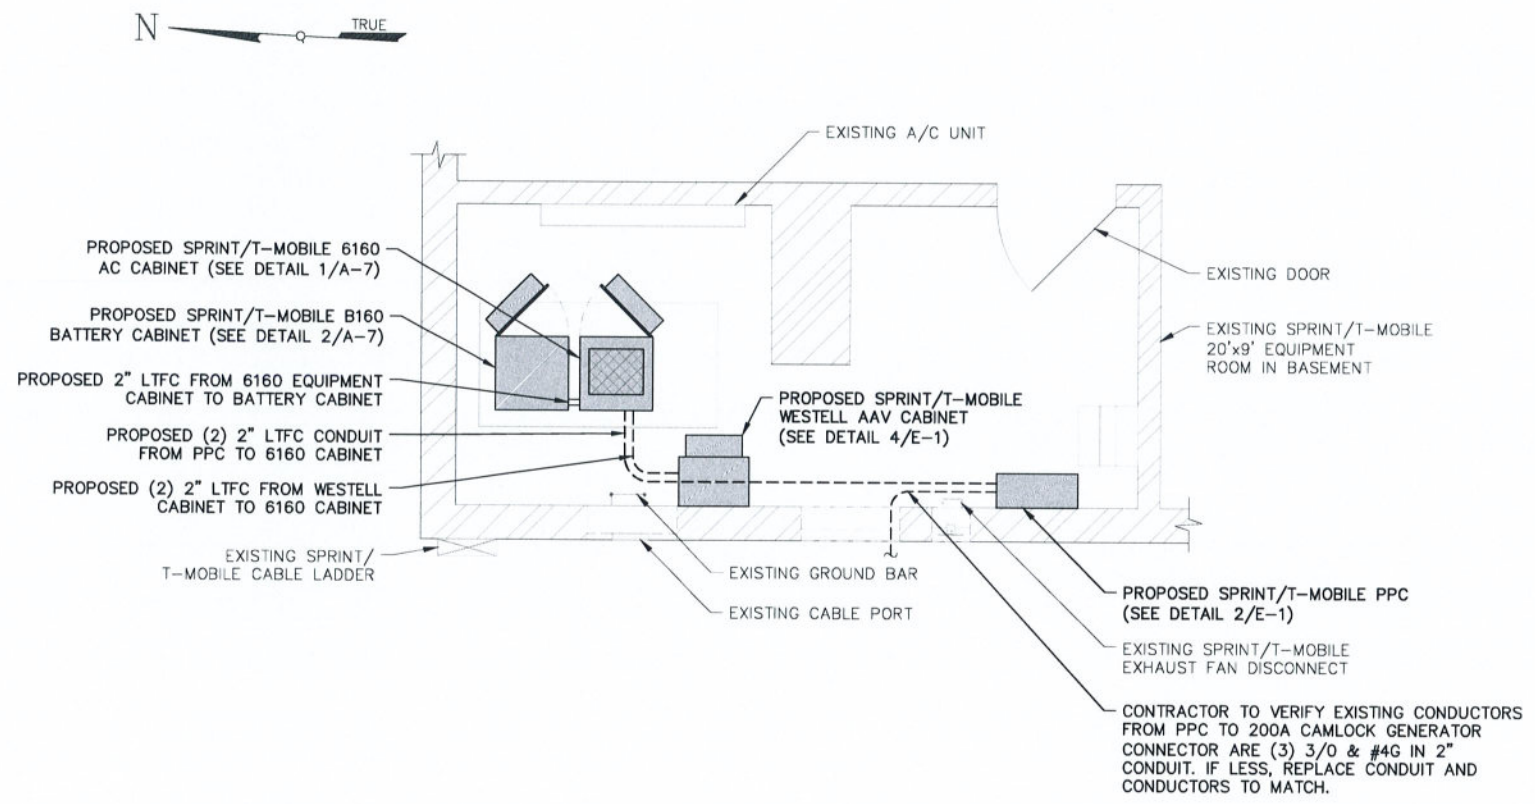 N
TRUE
EXISTING A/C UNIT
PROPOSED SPRINT/T-MOBILE 6160
AC CABINET (SEE DETAIL 1/A-7)
EXISTING DOOR
PROPOSED SPRINT/T-MOBILE B160
BATTERY CABINET (SEE DETAIL 2/A-7)
EXISTING SPRINT/T-MOBILE
20'x9' EQUIPMENT
ROOM IN BASEMENT
PROPOSED 2" LTFC FROM 6160 EQUIPMENT
CABINET TO BATTERY CABINET
PROPOSED SPRINT/T-MOBILE
WESTELL AAV CABINET
(SEE DETAIL 4/E-1)
PROPOSED (2) 2" LTFC CONDUIT
FROM PPC TO 6160 CABINET
PROPOSED (2) 2" LTFC FROM WESTELL
CABINET TO 6160 CABINET
EXISTING SPRINT/
T-MOBILE CABLE LADDER
EXISTING GROUND BAR
EXISTING CABLE PORT
PROPOSED SPRINT/T-MOBILE PPC
(SEE DETAIL 2/E-1)
EXISTING SPRINT/T-MOBILE
EXHAUST FAN DISCONNECT
CONTRACTOR TO VERIFY EXISTING CONDUCTORS
FROM PPC TO 200A CAMLOCK GENERATOR
CONNECTOR ARE (3) 3/0 & #4G IN 2"
CONDUIT. IF LESS, REPLACE CONDUIT AND
CONDUCTORS TO MATCH.